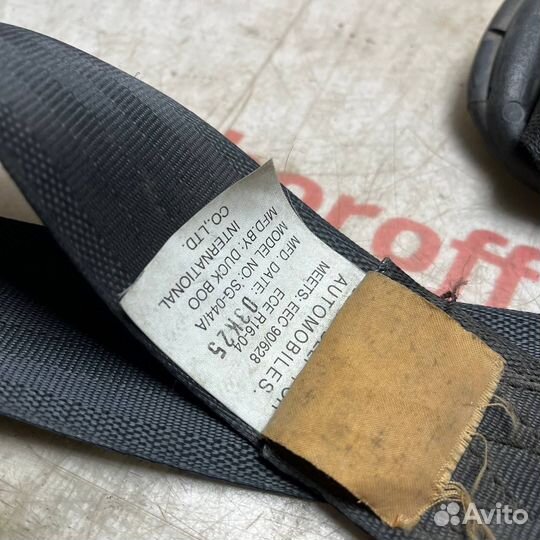 AUTOMOBILES.
MEETS: EEC 90/628
ECE R16-04
MFD. DATE: 03K25
MODEL NO: SG-044/A
MFD.BY: DUCK BOO
INTERNATIONAL
CO.,LTD
Avito